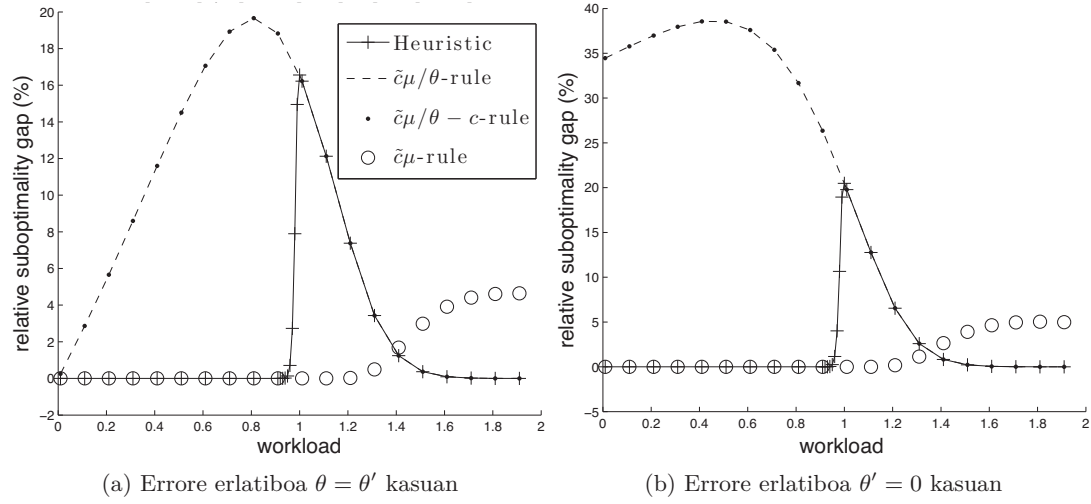 relative suboptimality gap (%)
20
18
16
14
12
10
8
6
4
2
0
−2
0 0.2 0.4 0.6 0.8 1 1.2 1.4 1.6 1.8 2
workload
Heuristic
c̃μ/θ-rule
c̃μ/θ − c-rule
c̃μ-rule
(a) Errore erlatiboa θ = θ′ kasuan
relative suboptimality gap (%)
40
35
30
25
20
15
10
5
0
−5
0 0.2 0.4 0.6 0.8 1 1.2 1.4 1.6 1.8 2
workload
(b) Errore erlatiboa θ′ = 0 kasuan